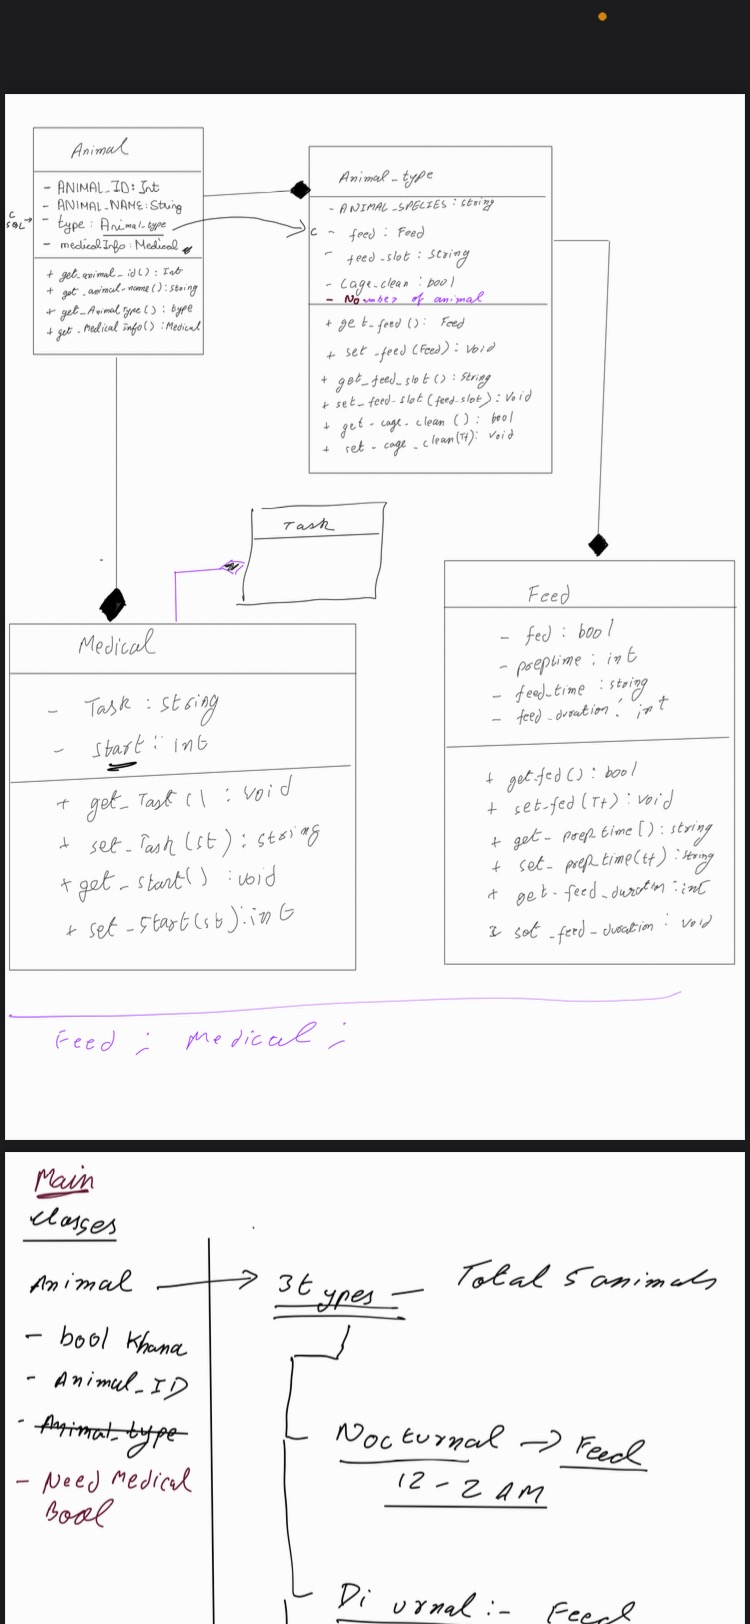 Animal
- ANIMAL_ID: Int
- ANIMAL_NAME: String
- type: Animal_type
- medicalInfo: Medical
+ get_animal_id(): Int
+ get_animal_name(): string
+ get_AnimalType(): type
+ get_Medical Info(): Medical
C
SQL→
Animal_type
- ANIMAL_SPECIES: string
C - feed: Feed
- feed_slot: String
- Cage_clean: bool
- Number of animal
+ get_feed(): Feed
+ set_feed(Feed): Void
+ get_feed_slot(): String
+ set_feed_slot(feed_slot): Void
+ get_cage_clean(): bool
+ set_cage_clean(Tf): Void
Task
Medical
- Task: string
- Start: int
+ get_Task(): void
+ set_Task(st): string
+ get_start(): void
+ set_Start(st): int
Feed
- fed: bool
- preptime: int
- feed_time: string
- feed_duration: int
+ get_fed(): bool
+ set_fed(Tt): void
+ get_prep_time(): string
+ set_prep_time(tt): string
+ get_feed_duration: int
set_feed_duration: void
Feed; Medical;
Main
Classes
Animal → 3 types — Total 5 animals
- bool Khana
- Animal_ID
- Animal_type
- Need Medical
Bool
Nocturnal → Feed
12-2 AM
Diurnal:- Feed